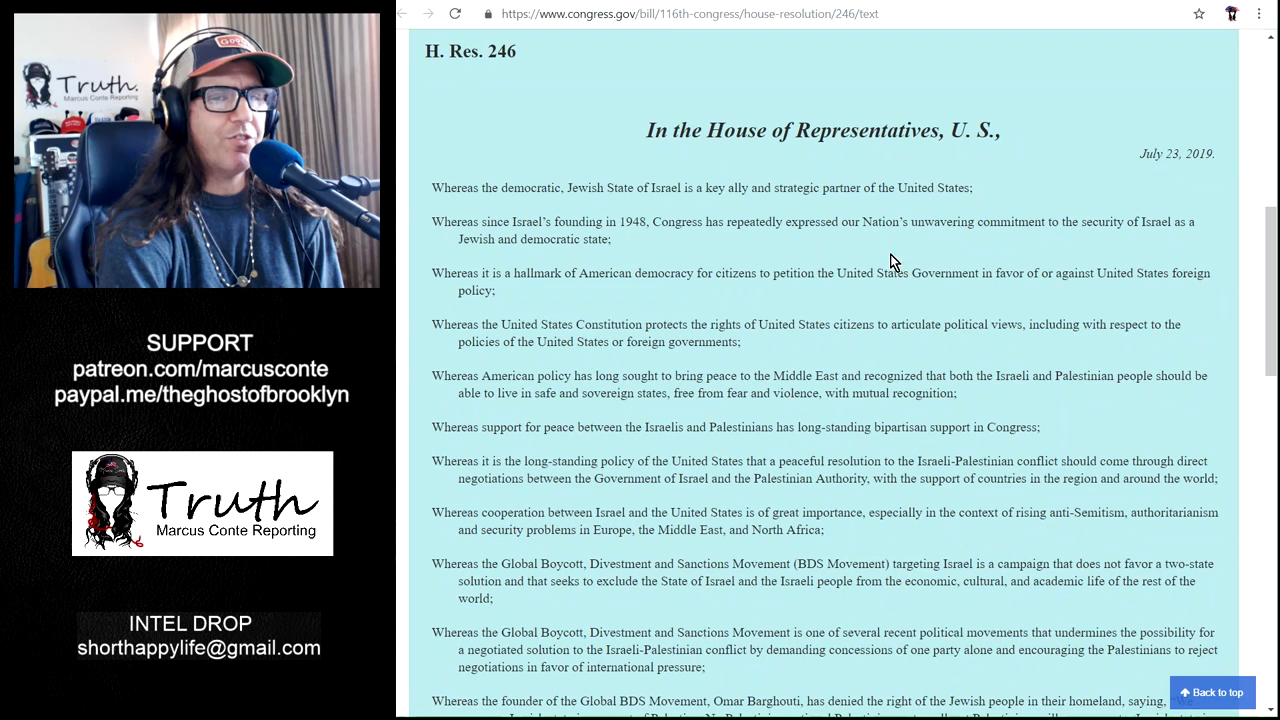 https://www.congress.gov/bill/116th-congress/house-resolution/246/text
Truth.
Marcus Conte Reporting
SUPPORT
patreon.com/marcusconte
paypal.me/theghostofbrooklyn
Truth
Marcus Conte Reporting
INTEL DROP
shorthappylife@gmail.com
H. Res. 246
In the House of Representatives, U. S.,
July 23, 2019.
Whereas the democratic, Jewish State of Israel is a key ally and strategic partner of the United States;
Whereas since Israel’s founding in 1948, Congress has repeatedly expressed our Nation’s unwavering commitment to the security of Israel as a
Jewish and democratic state;
Whereas it is a hallmark of American democracy for citizens to petition the United States Government in favor of or against United States foreign
policy;
Whereas the United States Constitution protects the rights of United States citizens to articulate political views, including with respect to the
policies of the United States or foreign governments;
Whereas American policy has long sought to bring peace to the Middle East and recognized that both the Israeli and Palestinian people should be
able to live in safe and sovereign states, free from fear and violence, with mutual recognition;
Whereas support for peace between the Israelis and Palestinians has long-standing bipartisan support in Congress;
Whereas it is the long-standing policy of the United States that a peaceful resolution to the Israeli-Palestinian conflict should come through direct
negotiations between the Government of Israel and the Palestinian Authority, with the support of countries in the region and around the world;
Whereas cooperation between Israel and the United States is of great importance, especially in the context of rising anti-Semitism, authoritarianism
and security problems in Europe, the Middle East, and North Africa;
Whereas the Global Boycott, Divestment and Sanctions Movement (BDS Movement) targeting Israel is a campaign that does not favor a two-state
solution and that seeks to exclude the State of Israel and the Israeli people from the economic, cultural, and academic life of the rest of the
world;
Whereas the Global Boycott, Divestment and Sanctions Movement is one of several recent political movements that undermines the possibility for
a negotiated solution to the Israeli-Palestinian conflict by demanding concessions of one party alone and encouraging the Palestinians to reject
negotiations in favor of international pressure;
Whereas the founder of the Global BDS Movement, Omar Barghouti, has denied the right of the Jewish people in their homeland, saying, “We
Back to top